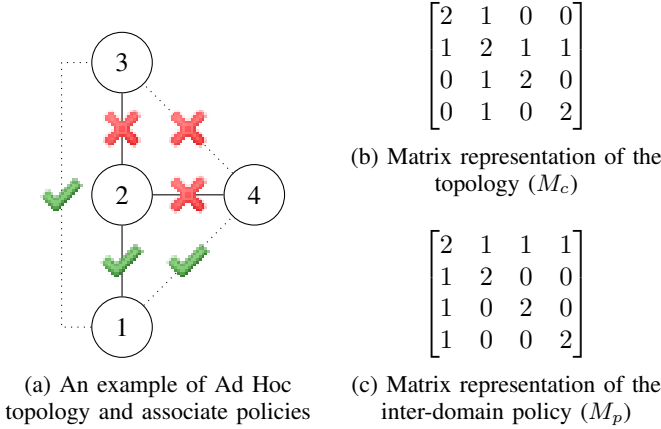 3
2
4
1
(a) An example of Ad Hoc
topology and associate policies
2 1 0 0
1 2 1 1
0 1 2 0
0 1 0 2
(b) Matrix representation of the
topology (M_c)
2 1 1 1
1 2 0 0
1 0 2 0
1 0 0 2
(c) Matrix representation of the
inter-domain policy (M_p)